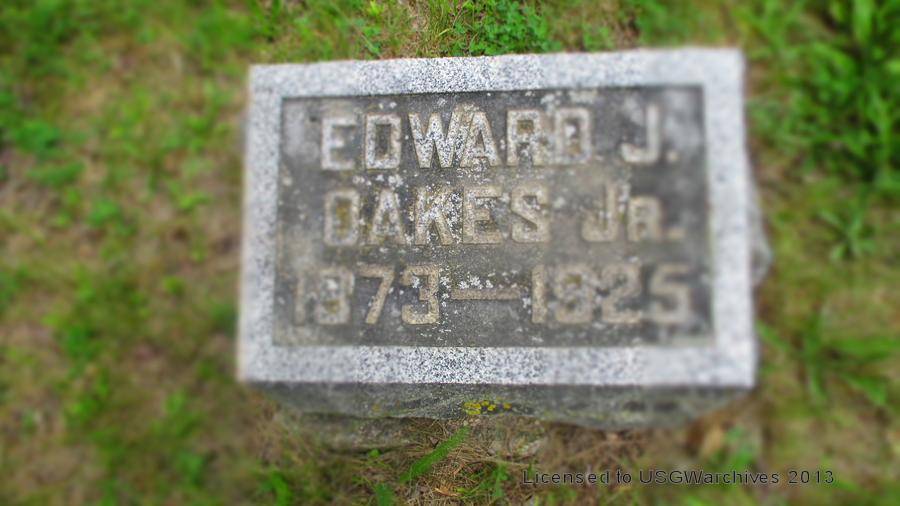 EDWARD J.
OAKES JR.
1873—1925
Licensed to USGWarchives 2013